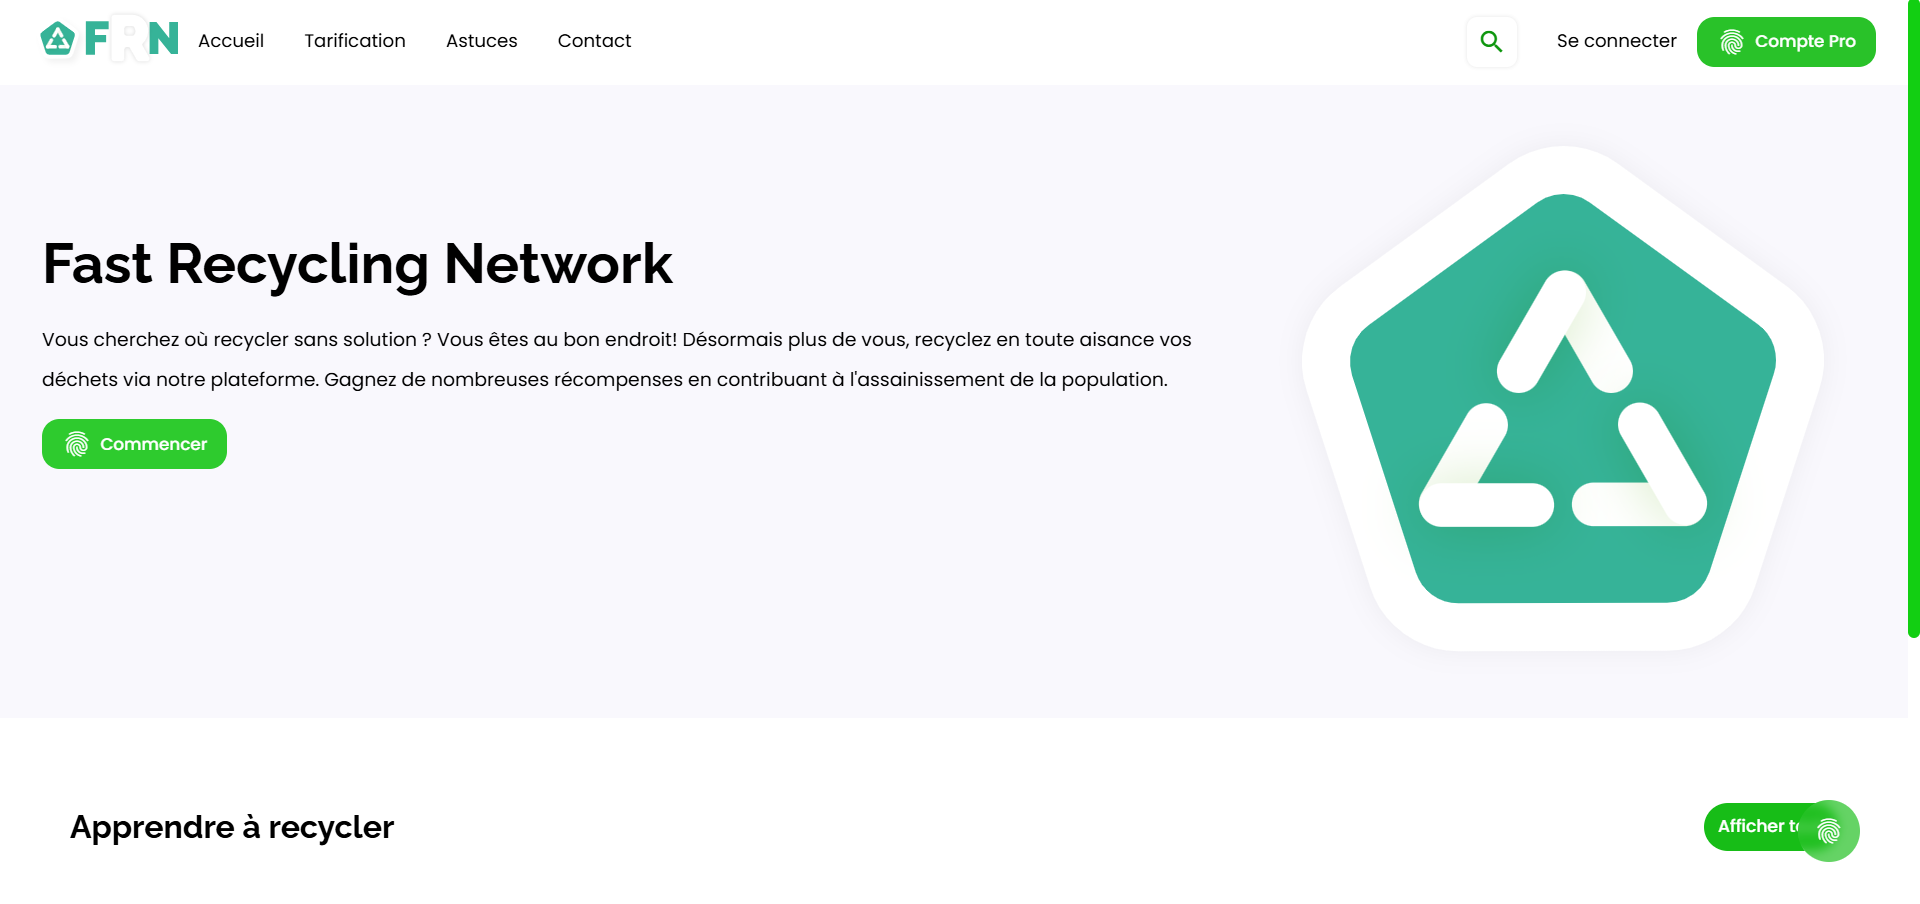 FRN
Accueil
Tarification
Astuces
Contact
Se connecter
Compte Pro
Fast Recycling Network
Vous cherchez où recycler sans solution ? Vous êtes au bon endroit! Désormais plus de vous, recyclez en toute aisance vos
déchets via notre plateforme. Gagnez de nombreuses récompenses en contribuant à l'assainissement de la population.
Commencer
Apprendre à recycler
Afficher